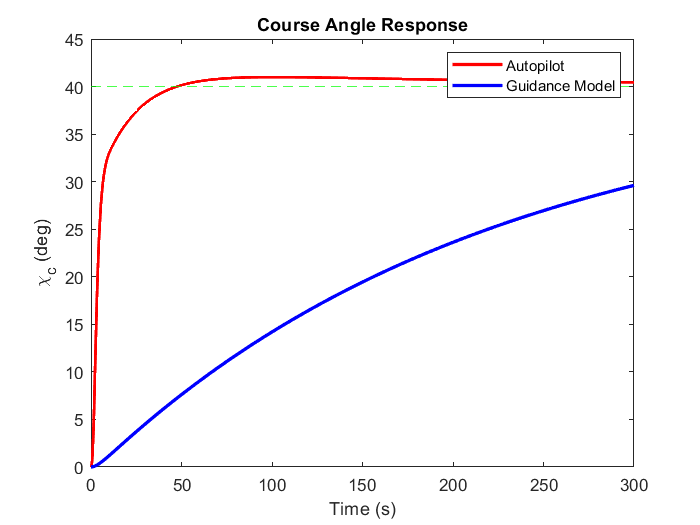 Course Angle Response
Autopilot
Guidance Model
χc (deg)
45
40
35
30
25
20
15
10
5
0
0 50 100 150 200 250 300
Time (s)